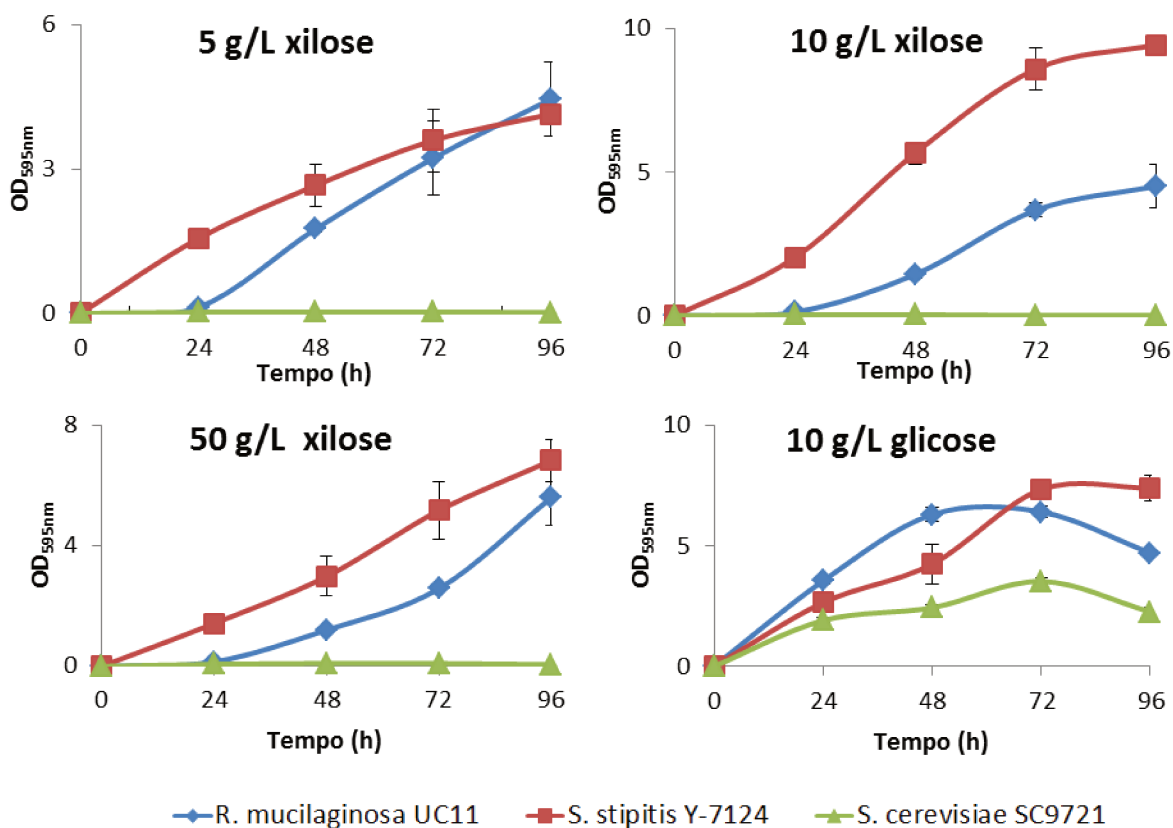 5 g/L xilose
6
3
0
OD595nm
0 24 48 72 96
Tempo (h)
10 g/L xilose
10
5
0
OD595nm
0 24 48 72 96
Tempo (h)
50 g/L xilose
8
4
0
OD595nm
0 24 48 72 96
Tempo (h)
10 g/L glicose
10
5
0
OD595nm
0 24 48 72 96
Tempo (h)
R. mucilaginosa UC11 S. stipitis Y-7124 S. cerevisiae SC9721